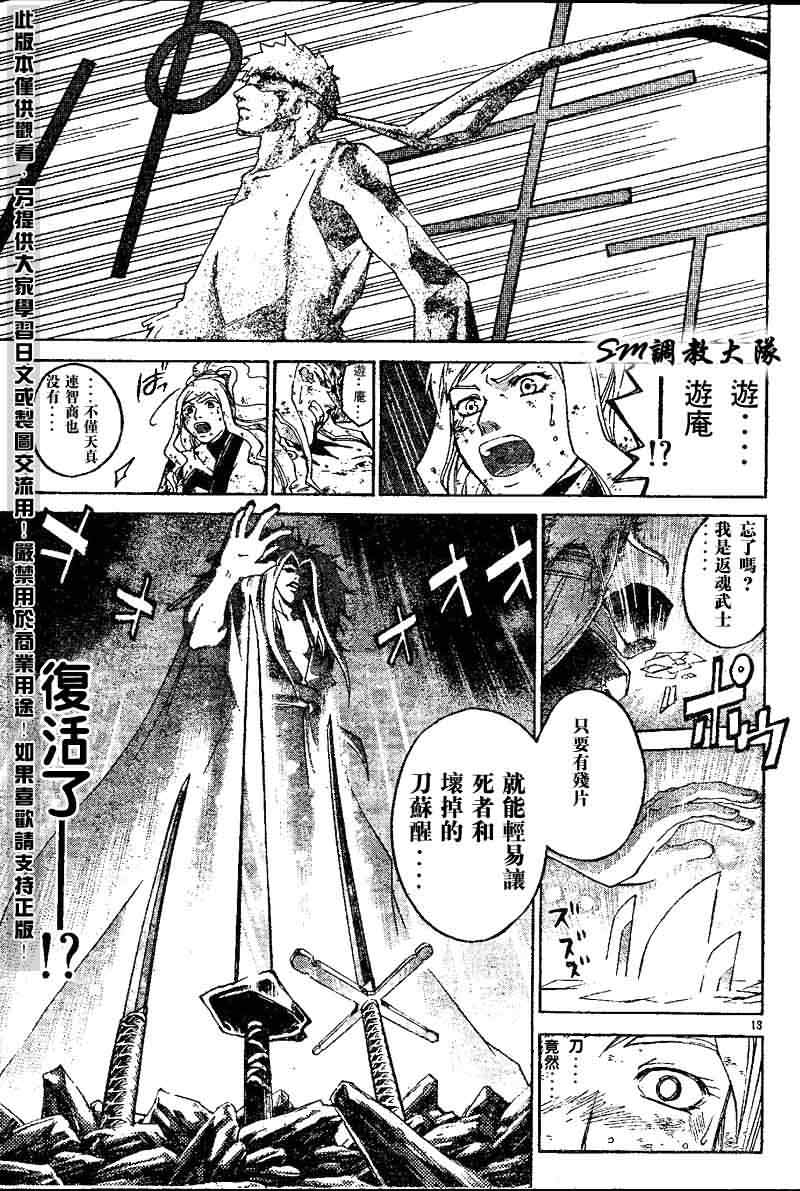 此版本僅供觀看，另提供大家學習日文或製圖交流用！嚴禁用於商業用途！如果喜歡請支持正版！
SM調教大隊
遊‥‥
遊庵
──!?
遊‥庵‥‥
ばっ
‥‥不僅天真
連智商也
沒有‥‥
忘了嗎？
我是返魂武士
‥‥‥
ポウ
只要有殘片
ズズズ
就能輕易讓
死者和
壞掉的
刀蘇醒‥‥
刀‥‥
竟然‥‥
復活了──!?
13